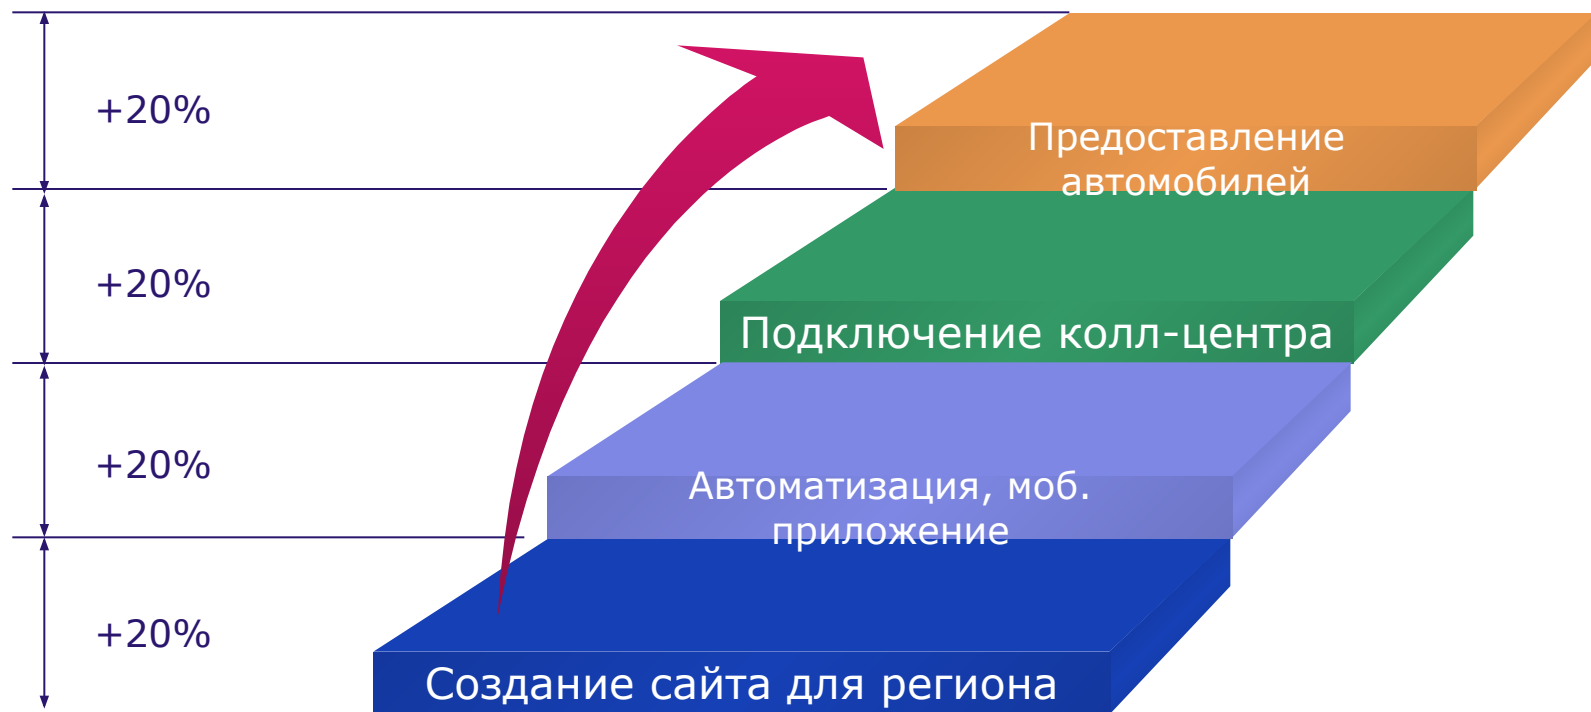 +20%
Предоставление
автомобилей
+20%
Подключение колл-центра
+20%
Автоматизация, моб.
приложение
+20%
Создание сайта для региона